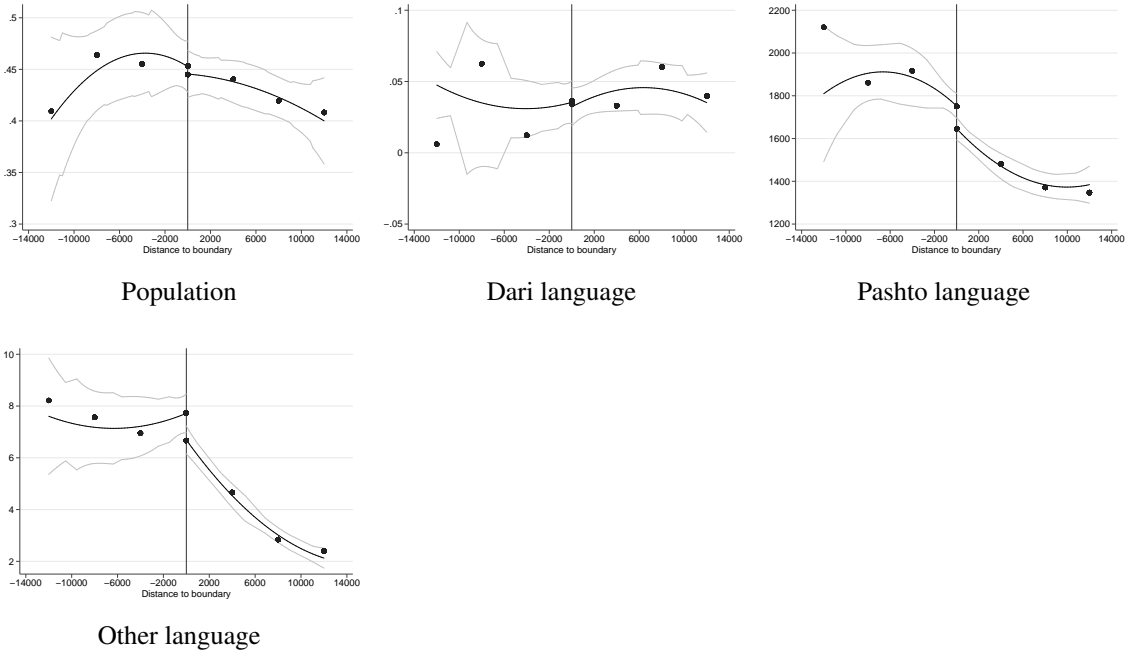 .5
.45
.4
.35
.3
−14000 −10000 −6000 −2000 2000 6000 10000 14000
Distance to boundary
Population
.1
.05
0
−.05
−14000 −10000 −6000 −2000 2000 6000 10000 14000
Distance to boundary
Dari language
2200
2000
1800
1600
1400
1200
−14000 −10000 −6000 −2000 2000 6000 10000 14000
Distance to boundary
Pashto language
10
8
6
4
2
−14000 −10000 −6000 −2000 2000 6000 10000 14000
Distance to boundary
Other language